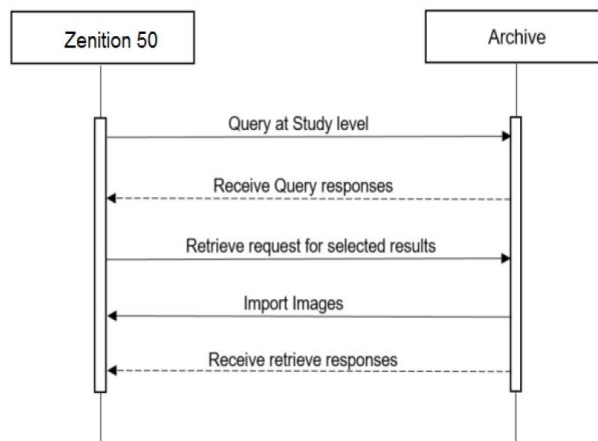 Zenition 50
Archive
Query at Study level
Receive Query responses
Retrieve request for selected results
Import Images
Receive retrieve responses